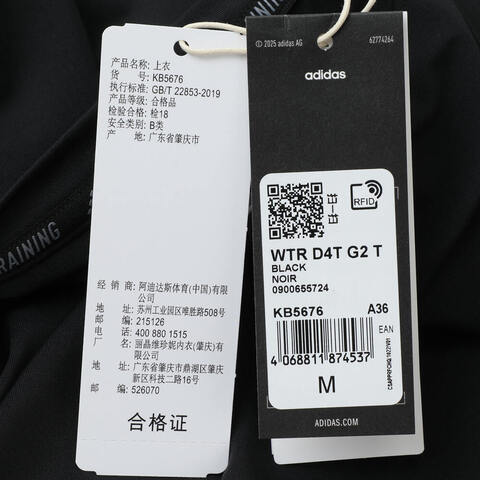 产品名称：上衣
货　　号：KB5676
执行标准：GB/T 22853-2019
产品等级：合格品
检验合格：检18
安全类别：B类
产　　地：广东省肇庆市
经 销 商：阿迪达斯体育(中国)有限
公司
地　　址：苏州工业园区唯胜路508号
邮　　编：215126
电　　话：400 880 1515
厂　　名：丽晶维珍妮内衣(肇庆)有限
公司
地　　址：广东省肇庆市鼎湖区肇庆
新区科技二路
邮　　编：526070
合格证
© 2025 adidas AG
62774264
adidas
RFID
WTR D4T G2 T
BLACK
NOIR
0900655724
KB5676 A36
EAN
4 068811 874537
M
ADIDAS.COM
RAINING